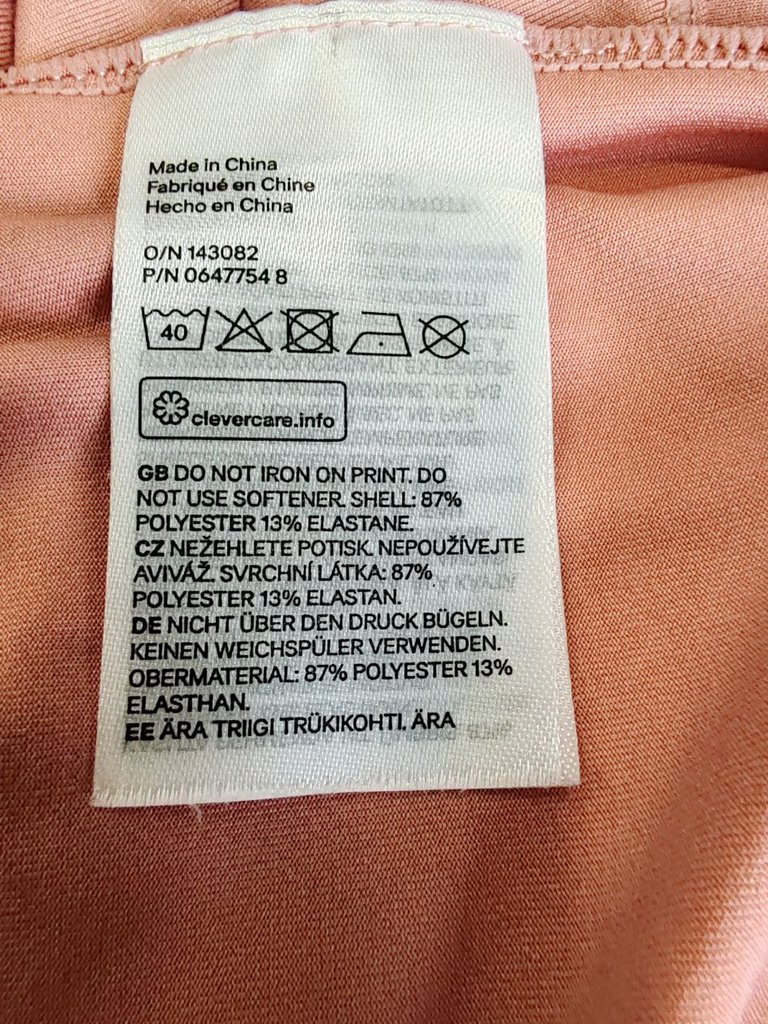 Made in China
Fabriqué en Chine
Hecho en China
O/N 143082
P/N 0647754 8
40
clevercare.info
GB DO NOT IRON ON PRINT. DO
NOT USE SOFTENER. SHELL: 87%
POLYESTER 13% ELASTANE.
CZ NEŽEHLETE POTISK. NEPOUŽÍVEJTE
AVIVÁŽ. SVRCHNÍ LÁTKA: 87%
POLYESTER 13% ELASTAN.
DE NICHT ÜBER DEN DRUCK BÜGELN.
KEINEN WEICHSPÜLER VERWENDEN.
OBERMATERIAL: 87% POLYESTER 13%
ELASTHAN.
EE ÄRA TRIIGI TRÜKIKOHTI. ÄRA